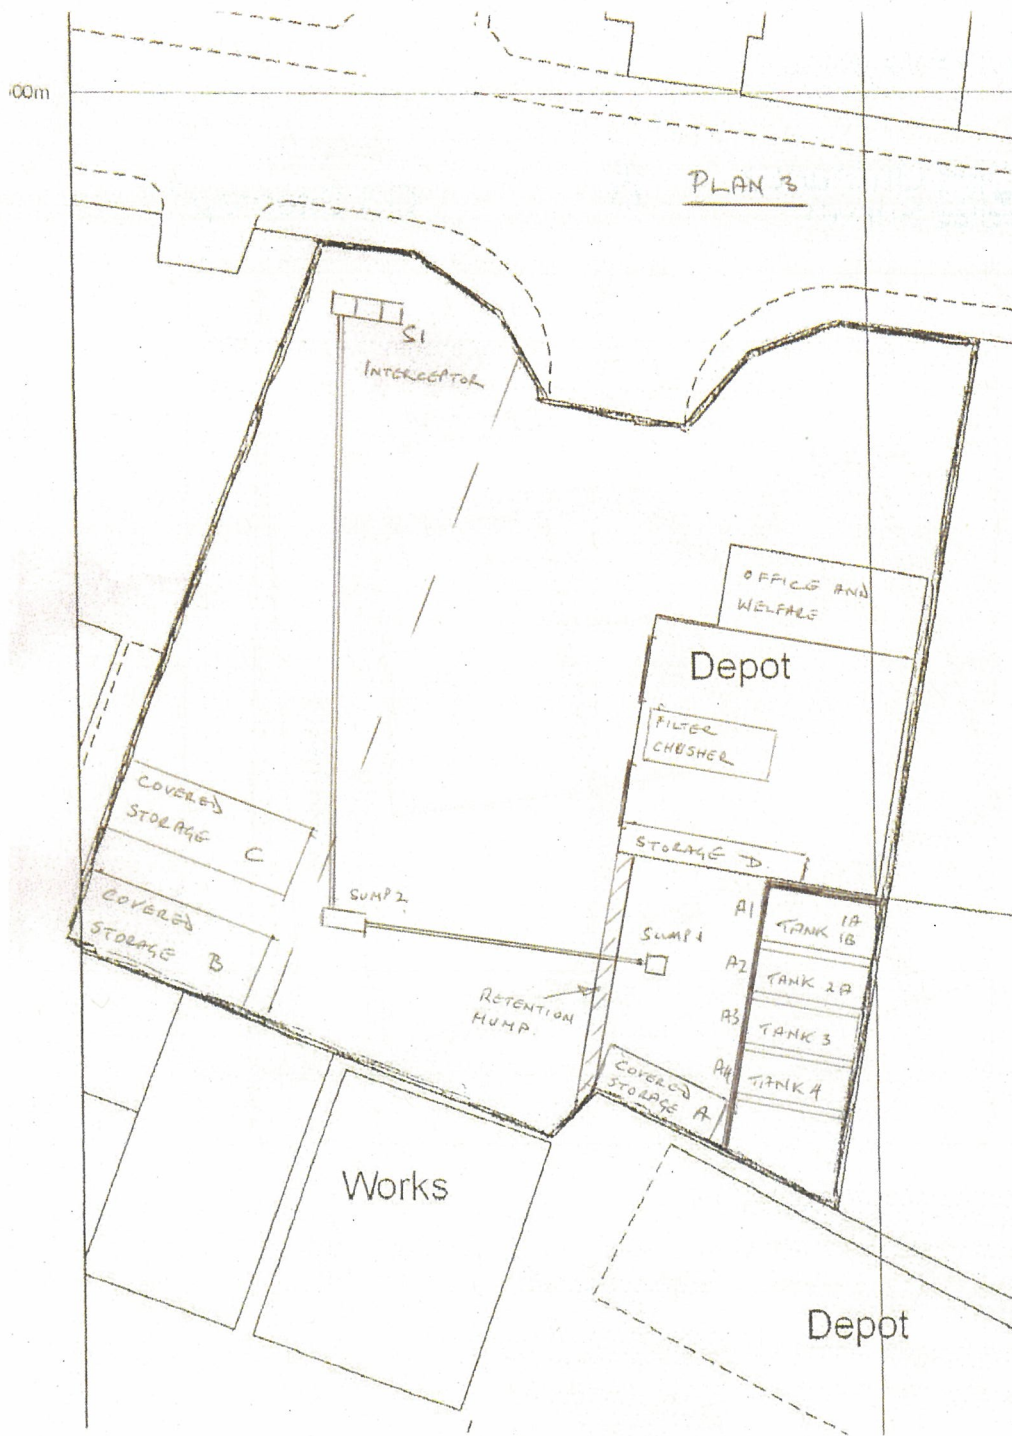 00m
PLAN 3
S1
INTERCEPTOR
OFFICE AND
WELFARE
Depot
FILTER
CRUSHER
COVERED
STORAGE C
STORAGE D
SUMP 2
COVERED
STORAGE B
A1
TANK 1A
1B
SUMP 1
A2
TANK 2A
RETENTION
HUMP.
A3
TANK 3
COVERED
STORAGE A
A4
TANK 4
Works
Depot